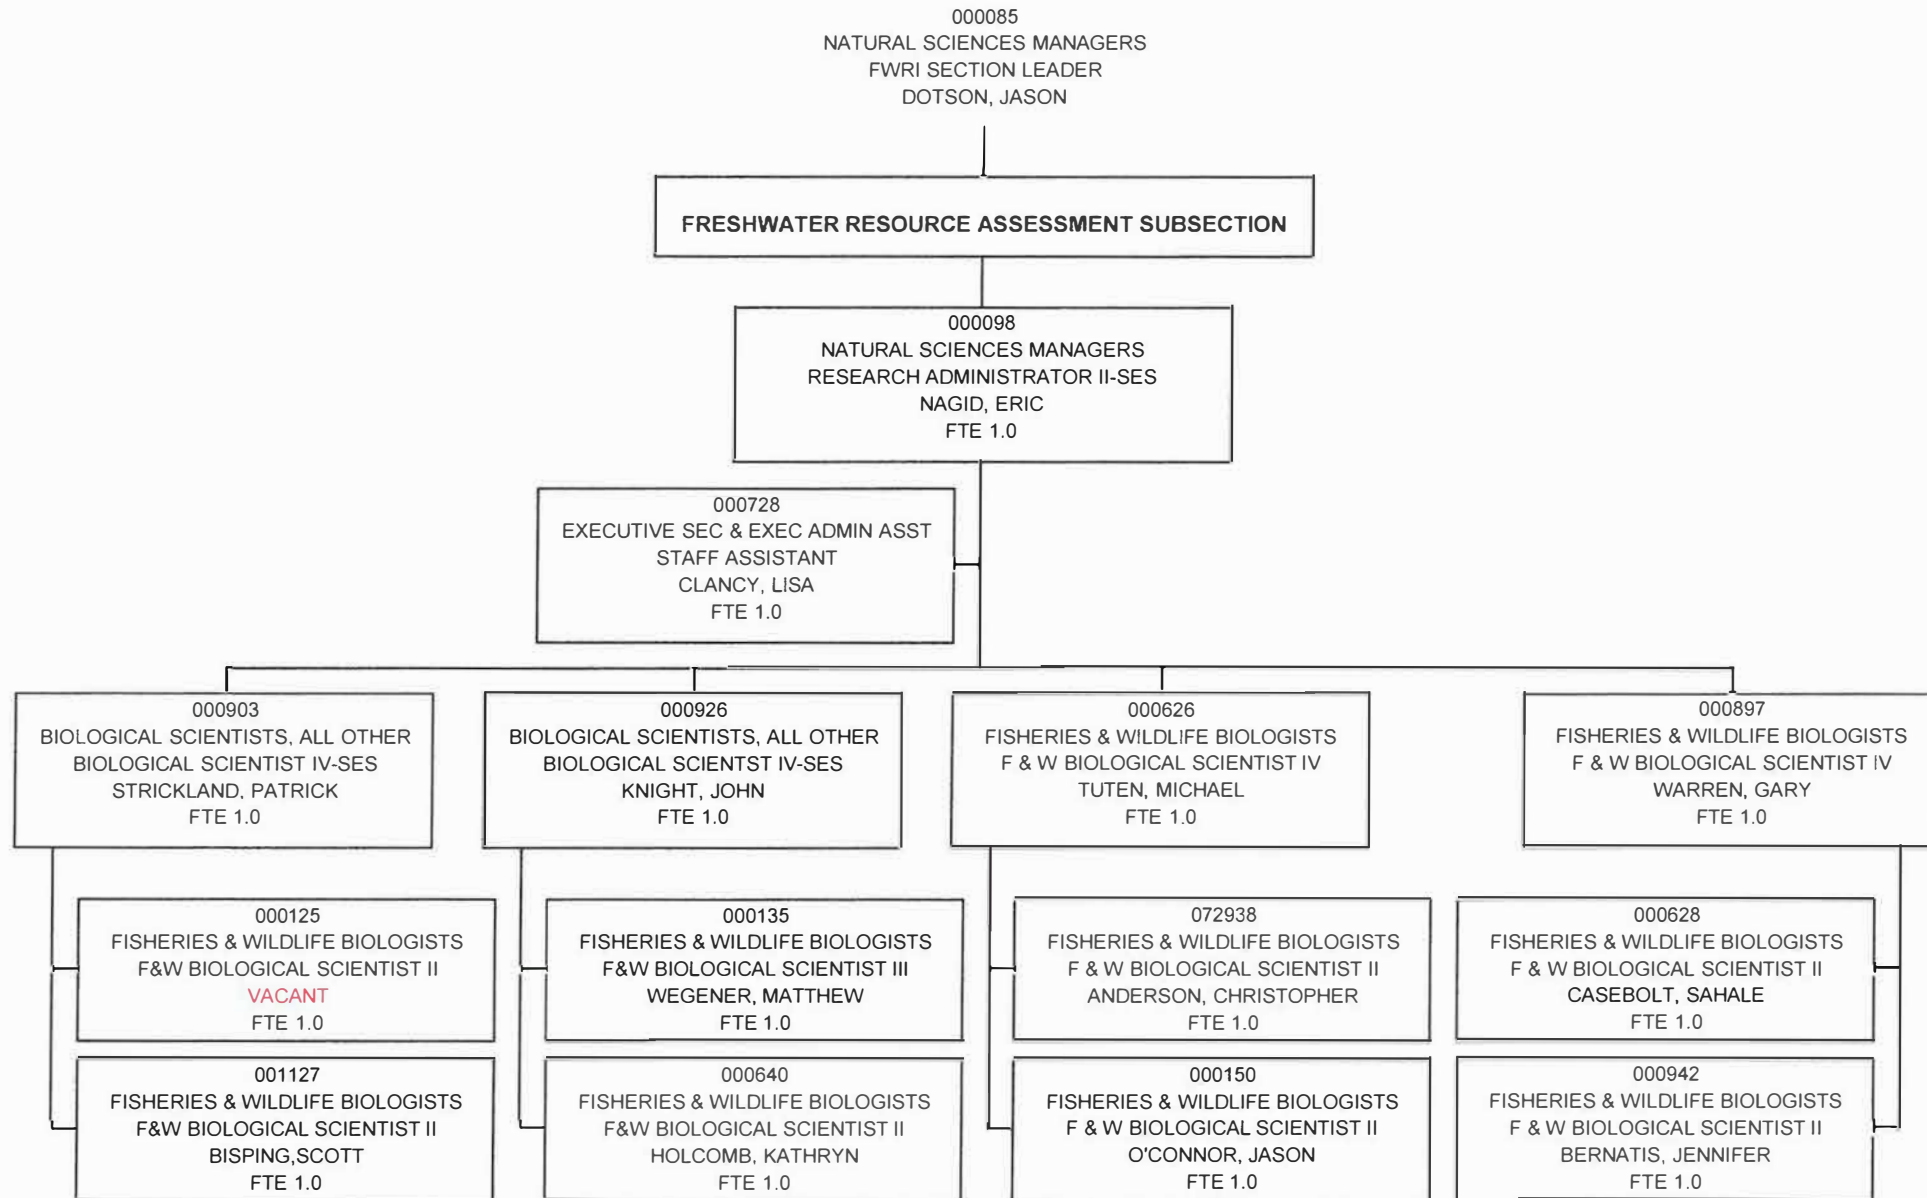 000085
NATURAL SCIENCES MANAGERS
FWRI SECTION LEADER
DOTSON, JASON
FRESHWATER RESOURCE ASSESSMENT SUBSECTION
000098
NATURAL SCIENCES MANAGERS
RESEARCH ADMINISTRATOR II-SES
NAGID, ERIC
FTE 1.0
000728
EXECUTIVE SEC & EXEC ADMIN ASST
STAFF ASSISTANT
CLANCY, LISA
FTE 1.0
000903
BIOLOGICAL SCIENTISTS, ALL OTHER
BIOLOGICAL SCIENTIST IV-SES
STRICKLAND, PATRICK
FTE 1.0
000926
BIOLOGICAL SCIENTISTS, ALL OTHER
BIOLOGICAL SCIENTST IV-SES
KNIGHT, JOHN
FTE 1.0
000626
FISHERIES & WILDLIFE BIOLOGISTS
F & W BIOLOGICAL SCIENTIST IV
TUTEN, MICHAEL
FTE 1.0
000897
FISHERIES & WILDLIFE BIOLOGISTS
F & W BIOLOGICAL SCIENTIST IV
WARREN, GARY
FTE 1.0
000125
FISHERIES & WILDLIFE BIOLOGISTS
F&W BIOLOGICAL SCIENTIST II
VACANT
FTE 1.0
000135
FISHERIES & WILDLIFE BIOLOGISTS
F&W BIOLOGICAL SCIENTIST III
WEGENER, MATTHEW
FTE 1.0
072938
FISHERIES & WILDLIFE BIOLOGISTS
F & W BIOLOGICAL SCIENTIST II
ANDERSON, CHRISTOPHER
FTE 1.0
000628
FISHERIES & WILDLIFE BIOLOGISTS
F & W BIOLOGICAL SCIENTIST II
CASEBOLT, SAHALE
FTE 1.0
001127
FISHERIES & WILDLIFE BIOLOGISTS
F&W BIOLOGICAL SCIENTIST II
BISPING,SCOTT
FTE 1.0
000640
FISHERIES & WILDLIFE BIOLOGISTS
F&W BIOLOGICAL SCIENTIST II
HOLCOMB, KATHRYN
FTE 1.0
000150
FISHERIES & WILDLIFE BIOLOGISTS
F & W BIOLOGICAL SCIENTIST II
O'CONNOR, JASON
FTE 1.0
000942
FISHERIES & WILDLIFE BIOLOGISTS
F & W BIOLOGICAL SCIENTIST II
BERNATIS, JENNIFER
FTE 1.0